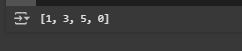 [1, 3, 5, 0]